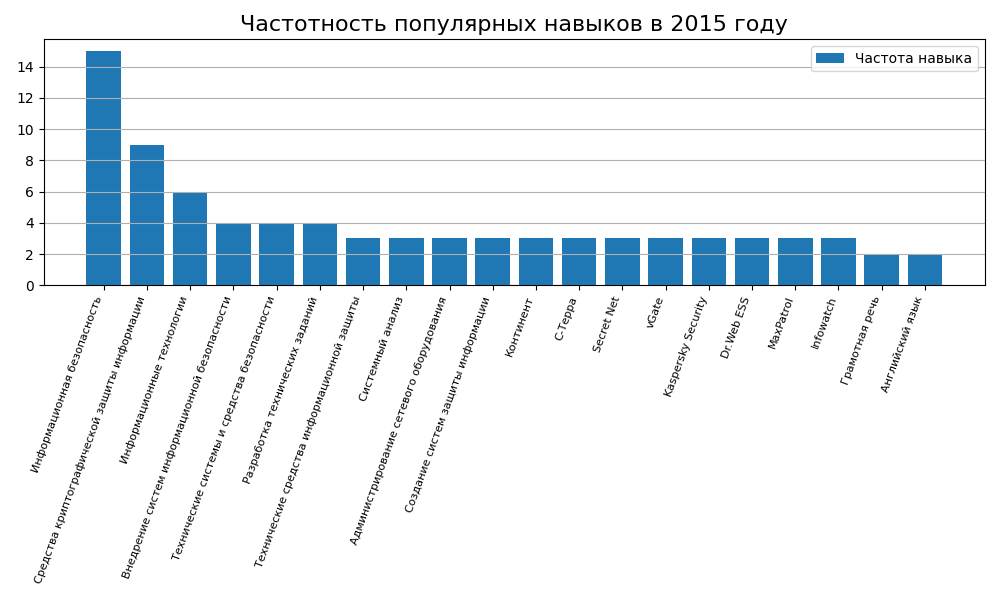 Частотность популярных навыков в 2015 году
Частота навыка
14
12
10
8
6
4
2
0
Информационная безопасность
Средства криптографической защиты информации
Информационные технологии
Внедрение систем информационной безопасности
Технические системы и средства безопасности
Разработка технических заданий
Технические средства информационной защиты
Системный анализ
Администрирование сетевого оборудования
Создание систем защиты информации
Континент
С-Терра
Secret Net
vGate
Kaspersky Security
Dr.Web ESS
MaxPatrol
Infowatch
Грамотная речь
Английский язык